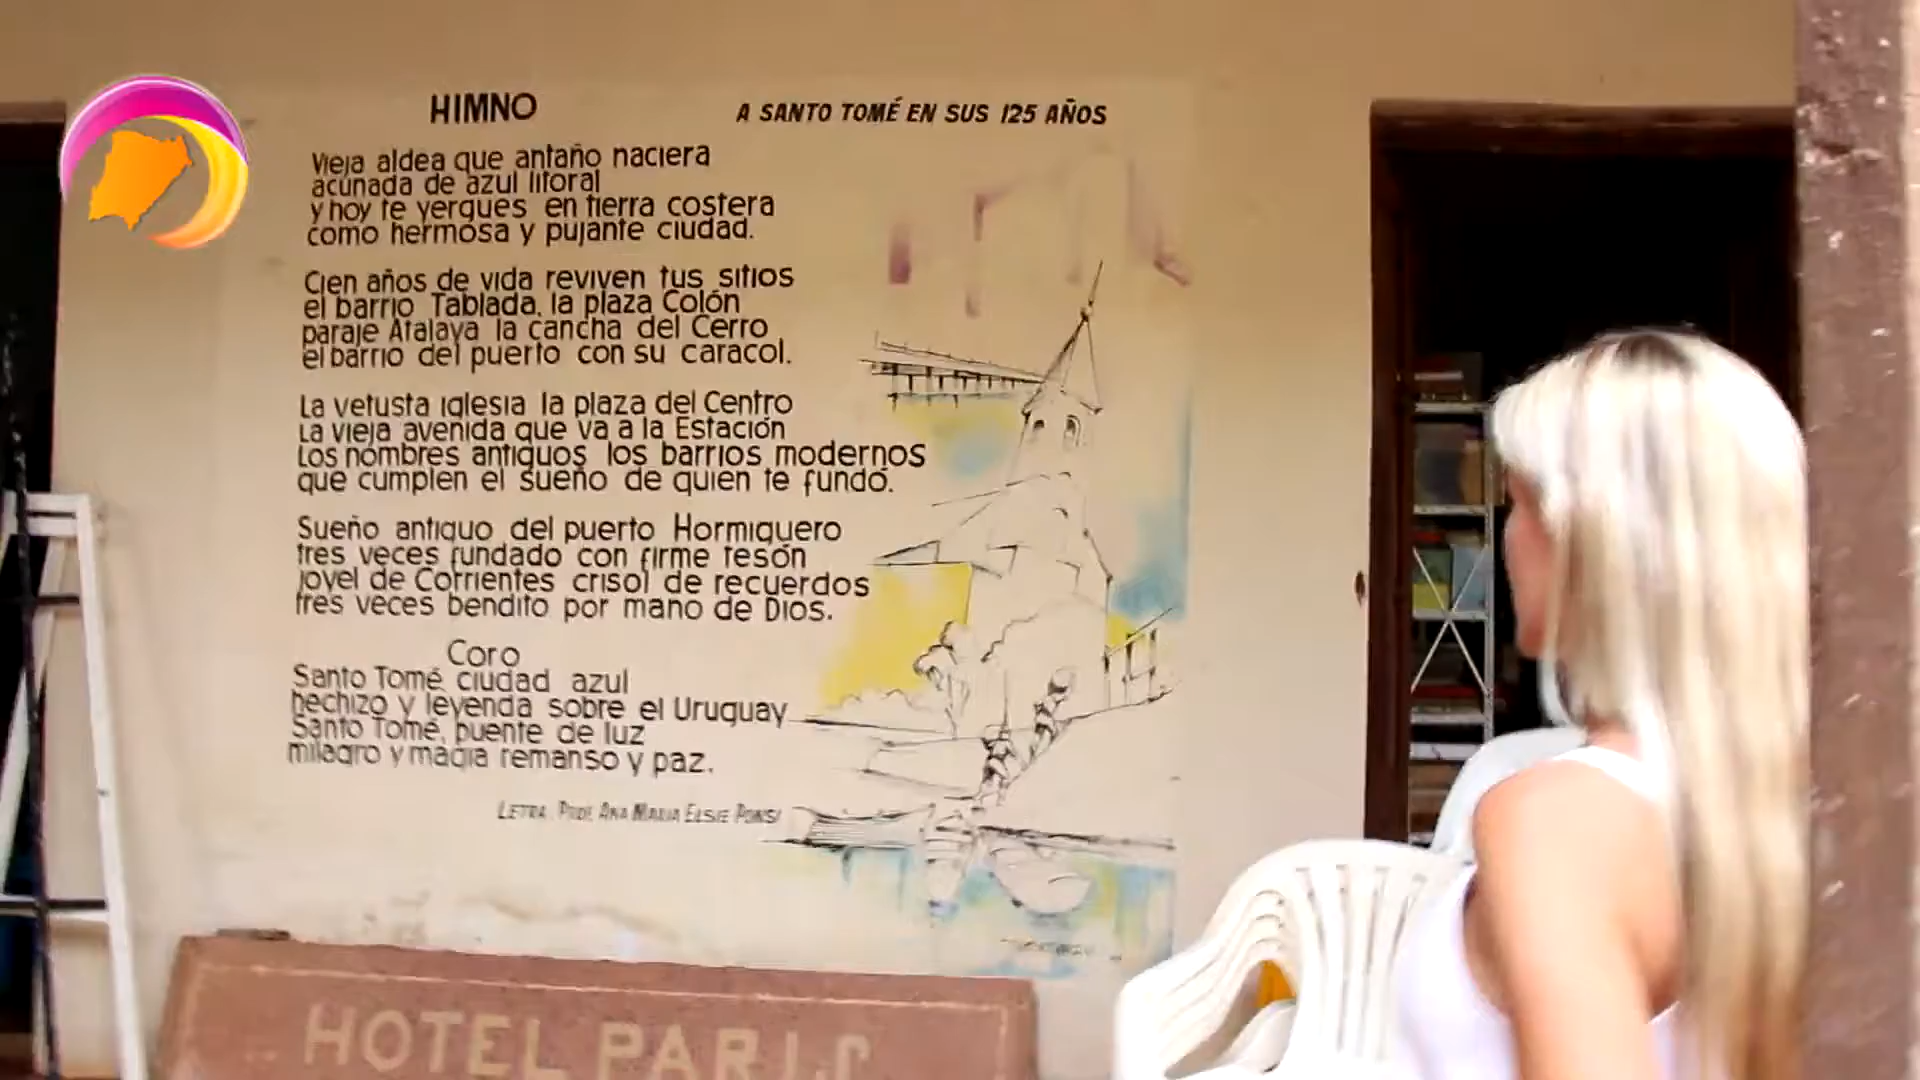 HIMNO A SANTO TOMÉ EN SUS 125 AÑOS
Vieja aldea que antaño naciera
acunada de azul litoral
y hoy te yergues en tierra costera
como hermosa y pujante ciudad.
Cien años de vida reviven tus sitios
el barrio Tablada, la plaza Colón
paraje Atalaya la cancha del Cerro
el barrio del puerto con su caracol.
La vetusta iglesia la plaza del Centro
La vieja avenida que va a la Estación
Los nombres antiguos los barrios modernos
que cumplen el sueño de quien te fundó.
Sueño antiguo del puerto Hormiguero
tres veces fundado con firme tesón
joyel de Corrientes crisol de recuerdos
tres veces bendito por mano de Dios.
Coro
Santo Tomé ciudad azul
hechizo y leyenda sobre el Uruguay
Santo Tomé, puente de luz
milagro y magia remanso y paz.
LETRA: PROF. ANA MARIA ELSIE PONSI
HOTEL PARIS